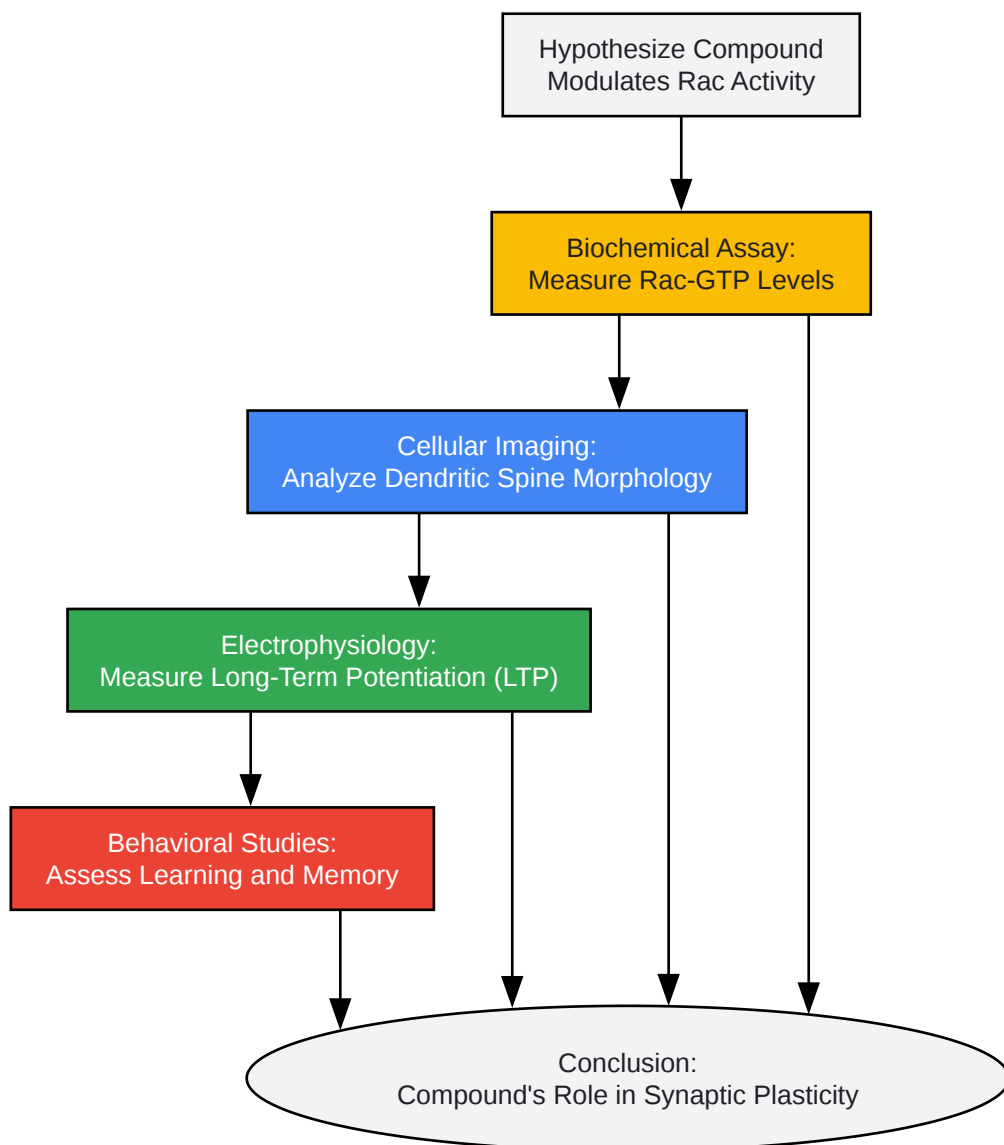 Hypothesize Compound
Modulates Rac Activity
Biochemical Assay:
Measure Rac-GTP Levels
Cellular Imaging:
Analyze Dendritic Spine Morphology
Electrophysiology:
Measure Long-Term Potentiation (LTP)
Behavioral Studies:
Assess Learning and Memory
Conclusion:
Compound's Role in Synaptic Plasticity